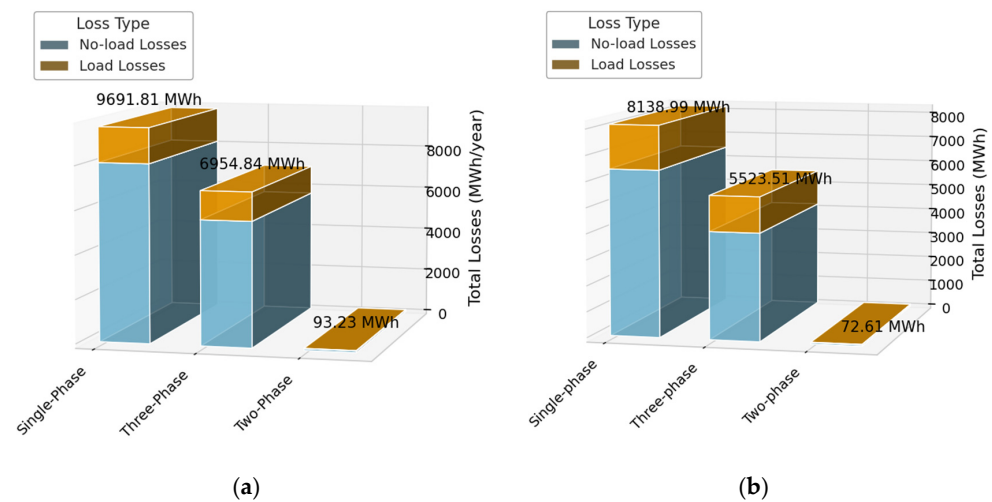 Loss Type
No-load Losses
Load Losses
9691.81 MWh
6954.84 MWh
93.23 MWh
8000
6000
4000
2000
0
Total Losses (MWh/year)
Single-Phase
Three-Phase
Two-Phase
(a)
Loss Type
No-load Losses
Load Losses
8138.99 MWh
5523.51 MWh
72.61 MWh
8000
7000
6000
5000
4000
3000
2000
1000
0
Total Losses (MWh)
Single-phase
Three-phase
Two-phase
(b)